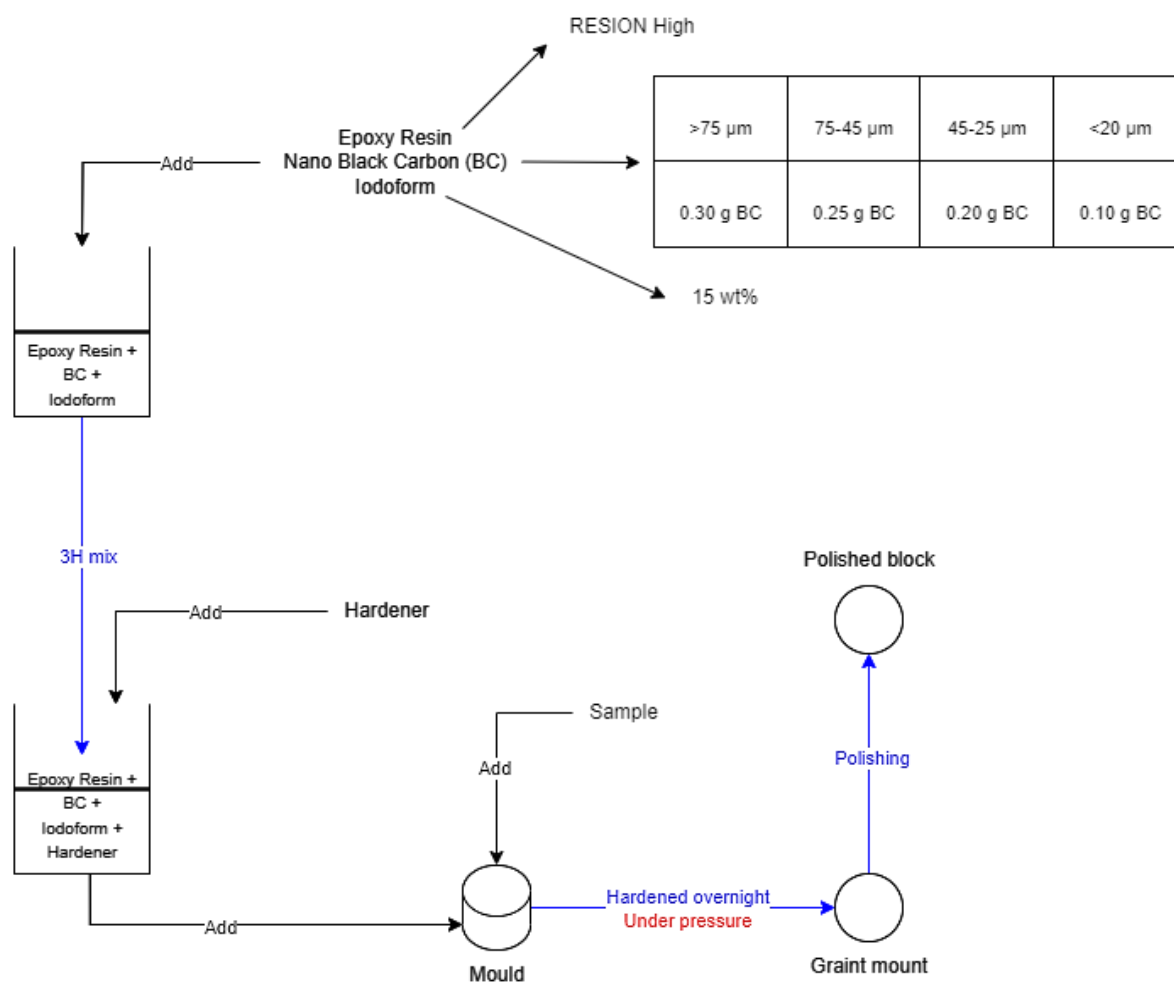 RESION High
>75 μm
75-45 μm
45-25 μm
<20 μm
0.30 g BC
0.25 g BC
0.20 g BC
0.10 g BC
Epoxy Resin
Nano Black Carbon (BC)
Iodoform
Add
15 wt%
Epoxy Resin +
BC +
Iodoform
3H mix
Add
Hardener
Polished block
Epoxy Resin +
BC +
Iodoform +
Hardener
Sample
Add
Polishing
Add
Mould
Hardened overnight
Under pressure
Graint mount